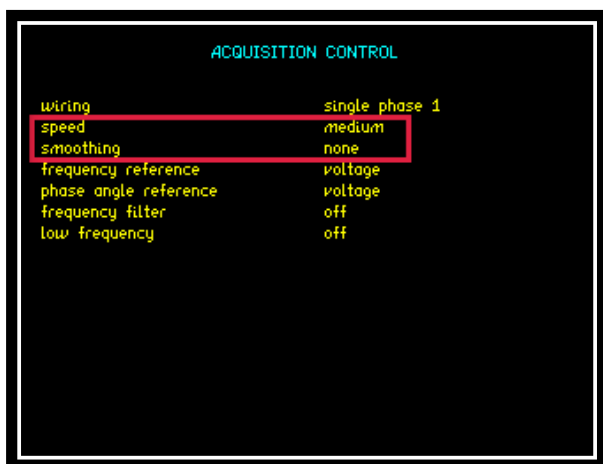 ACQUISITION CONTROL
wiring single phase 1
speed medium
smoothing none
frequency reference voltage
phase angle reference voltage
frequency filter off
low frequency off